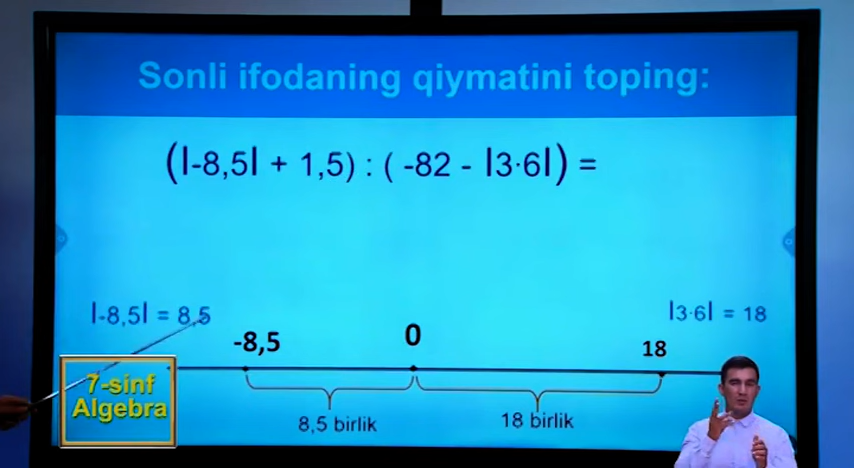 Sonli ifodaning qiymatini toping:
(|-8,5| + 1,5) : ( -82 - |3·6|) =
|-8,5| = 8,5
|3·6| = 18
-8,5
0
18
8,5 birlik
18 birlik
7-sinf
Algebra